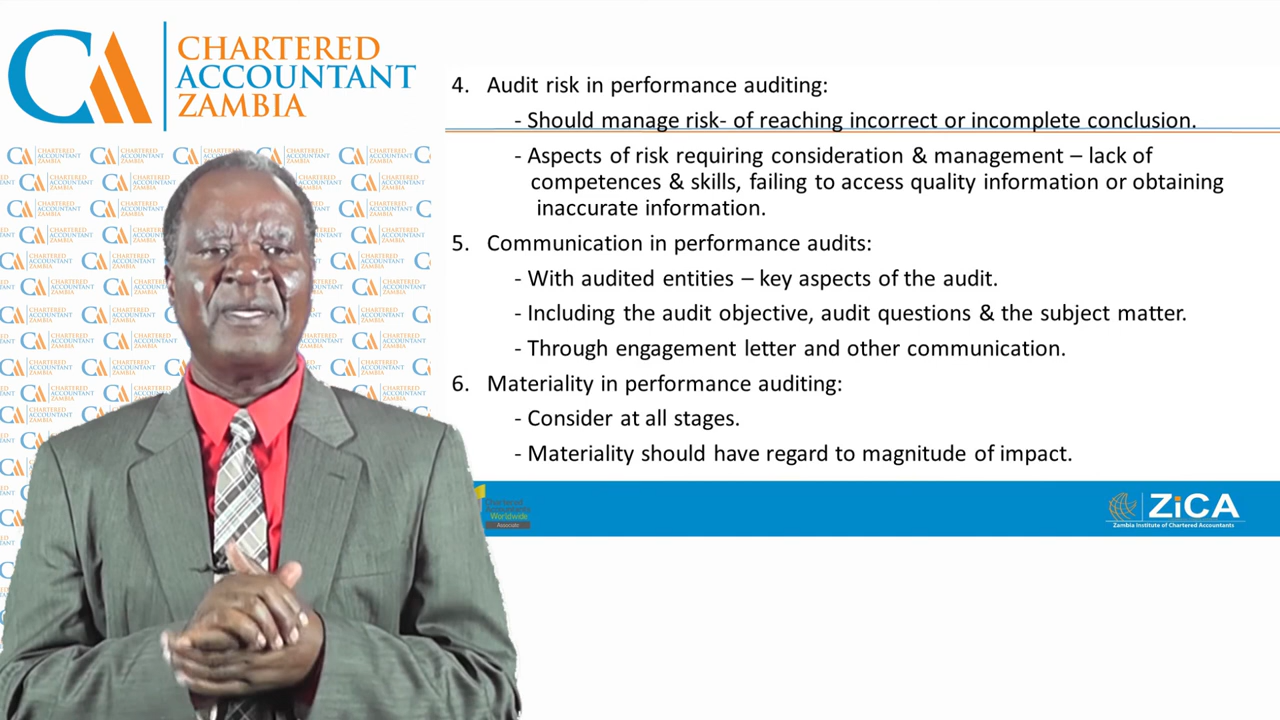 CHARTERED
ACCOUNTANT
ZAMBIA
4. Audit risk in performance auditing:
- Should manage risk- of reaching incorrect or incomplete conclusion.
- Aspects of risk requiring consideration & management – lack of
competences & skills, failing to access quality information or obtaining
inaccurate information.
5. Communication in performance audits:
- With audited entities – key aspects of the audit.
- Including the audit objective, audit questions & the subject matter.
- Through engagement letter and other communication.
6. Materiality in performance auditing:
- Consider at all stages.
- Materiality should have regard to magnitude of impact.
Chartered
Accountants
Worldwide
Associate
ZiCA
Zambia Institute of Chartered Accountants